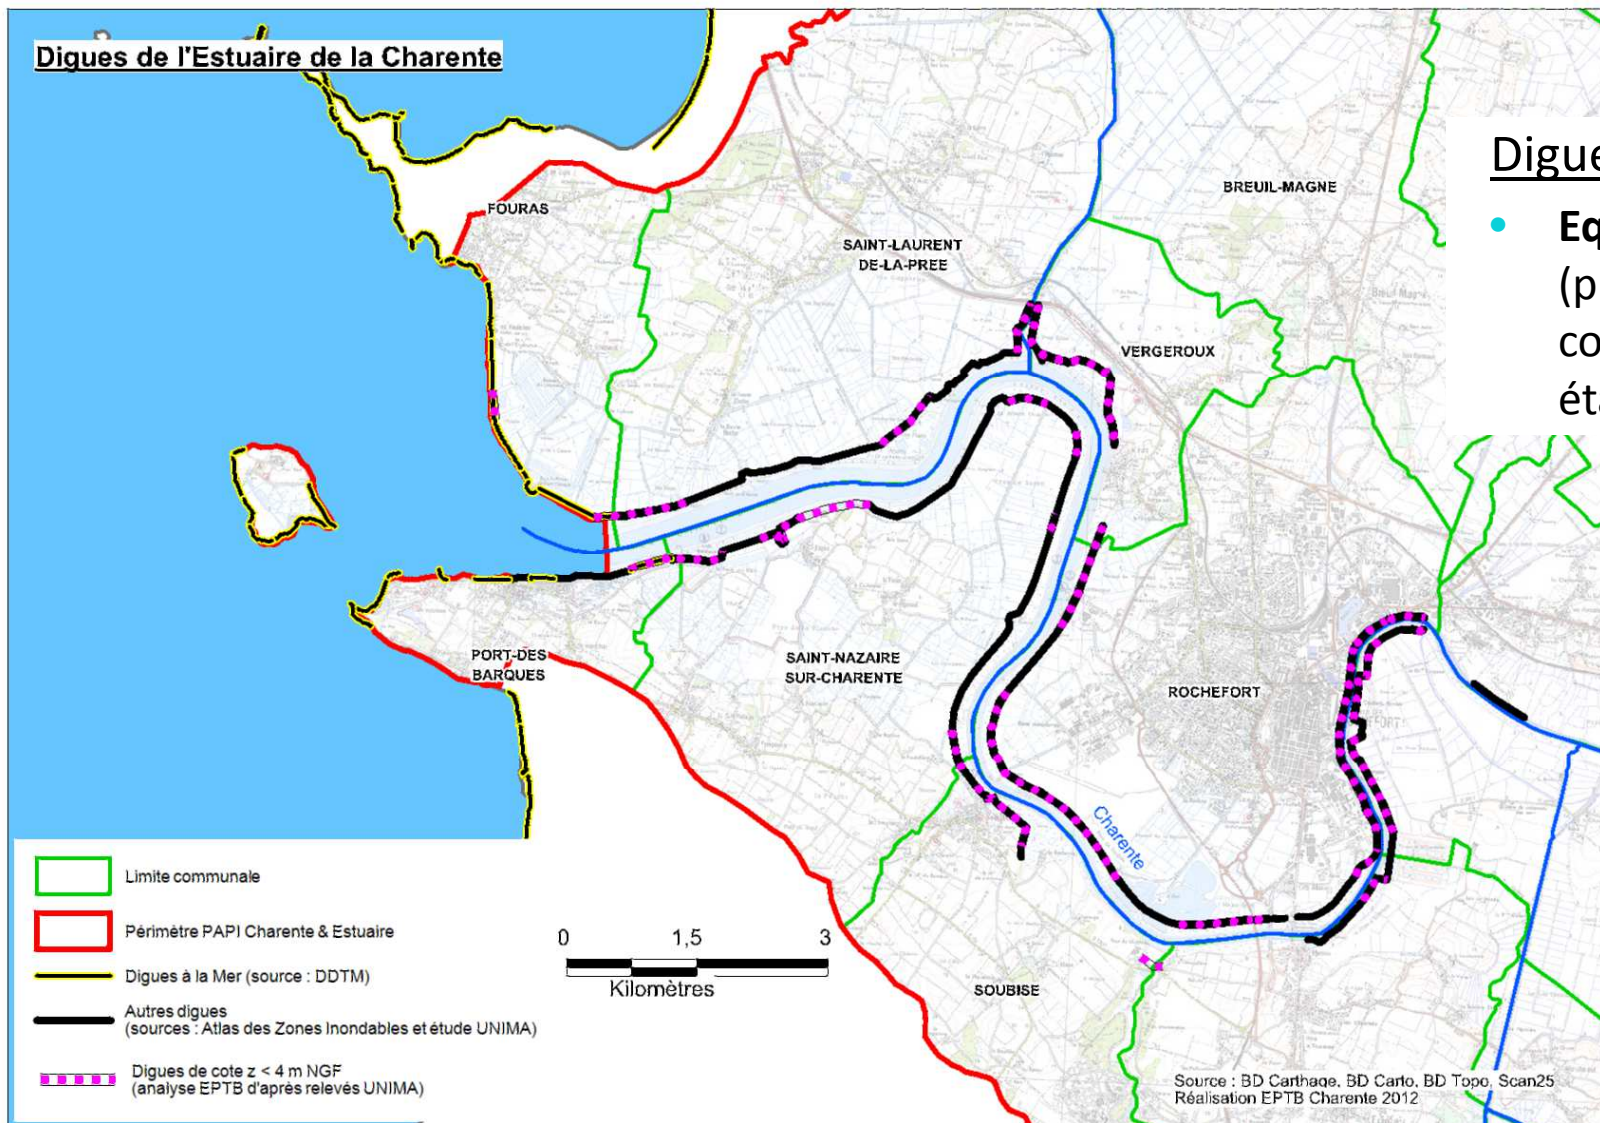 Digues de l'Estuaire de la Charente
Digue
Eq
(p
co
éta
BREUIL-MAGNE
FOURAS
SAINT-LAURENT
DE-LA-PREE
VERGEROUX
PORT-DES
BARQUES
SAINT-NAZAIRE
SUR-CHARENTE
ROCHEFORT
Charente
SOUBISE
Limite communale
Périmètre PAPI Charente & Estuaire
Digues à la Mer (source : DDTM)
Autres digues
(sources : Atlas des Zones Inondables et étude UNIMA)
Digues de cote z < 4 m NGF
(analyse EPTB d'après relevés UNIMA)
0 1,5 3
Kilomètres
Source : BD Carthage, BD Carto, BD Topo, Scan25
Réalisation EPTB Charente 2012